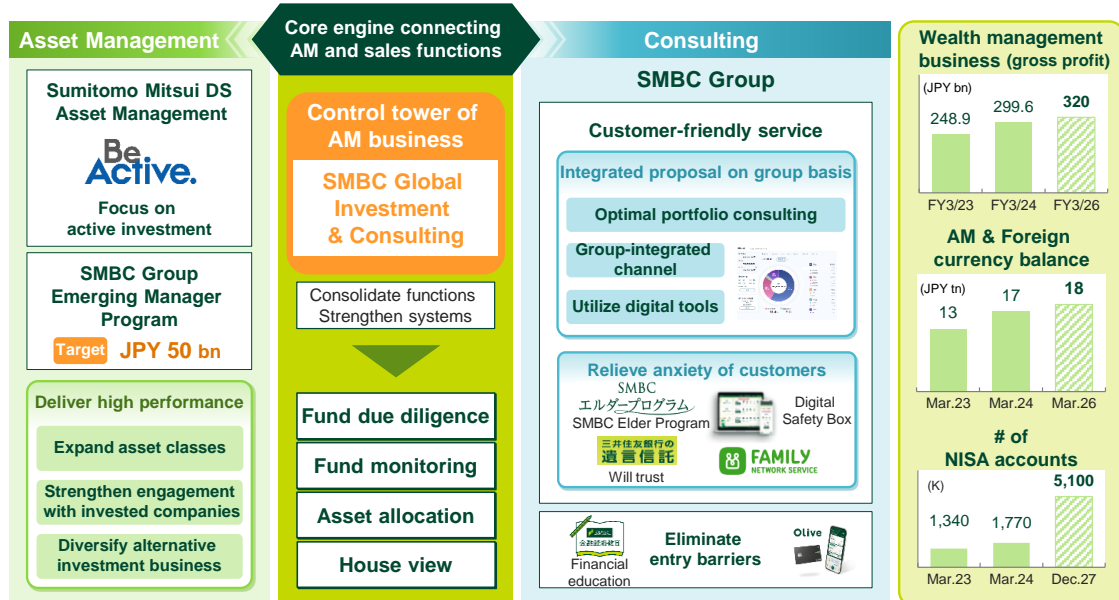 Asset Management
Core engine connecting
AM and sales functions
Consulting
Sumitomo Mitsui DS
Asset Management
Be
Active.
Focus on
active investment
SMBC Group
Emerging Manager
Program
Target JPY 50 bn
Deliver high performance
Expand asset classes
Strengthen engagement
with invested companies
Diversify alternative
investment business
Control tower of
AM business
SMBC Global
Investment
& Consulting
Consolidate functions
Strengthen systems
Fund due diligence
Fund monitoring
Asset allocation
House view
SMBC Group
Customer-friendly service
Integrated proposal on group basis
Optimal portfolio consulting
Group-integrated
channel
Utilize digital tools
Relieve anxiety of customers
SMBC
エルダープログラム
SMBC Elder Program
Digital
Safety Box
三井住友銀行の
遺言信託
Will trust
FAMILY
NETWORK SERVICE
Financial
education
Eliminate
entry barriers
Olive
Wealth management
business (gross profit)
(JPY bn)
248.9 299.6 320
FY3/23 FY3/24 FY3/26
AM & Foreign
currency balance
(JPY tn)
13 17 18
Mar.23 Mar.24 Mar.26
# of
NISA accounts
(K)
1,340 1,770 5,100
Mar.23 Mar.24 Dec.27